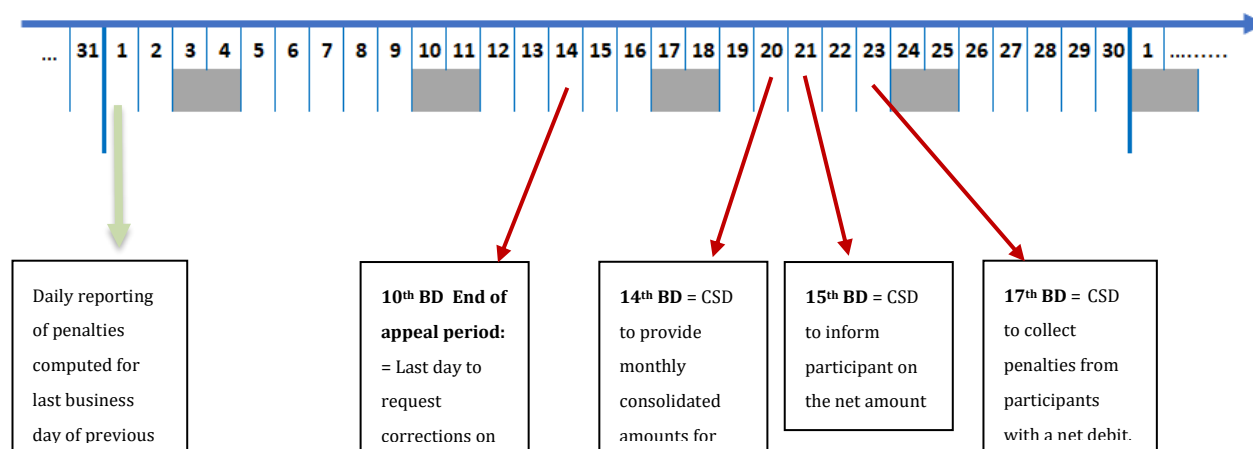 ... 31 1 2 3 4 5 6 7 8 9 10 11 12 13 14 15 16 17 18 19 20 21 22 23 24 25 26 27 28 29 30 1 ...…...
Daily reporting
of penalties
computed for
last business
day of previous
10th BD End of
appeal period:
= Last day to
request
corrections on
14th BD = CSD
to provide
monthly
consolidated
amounts for
15th BD = CSD
to inform
participant on
the net amount
17th BD = CSD
to collect
penalties from
participants
with a net debit.